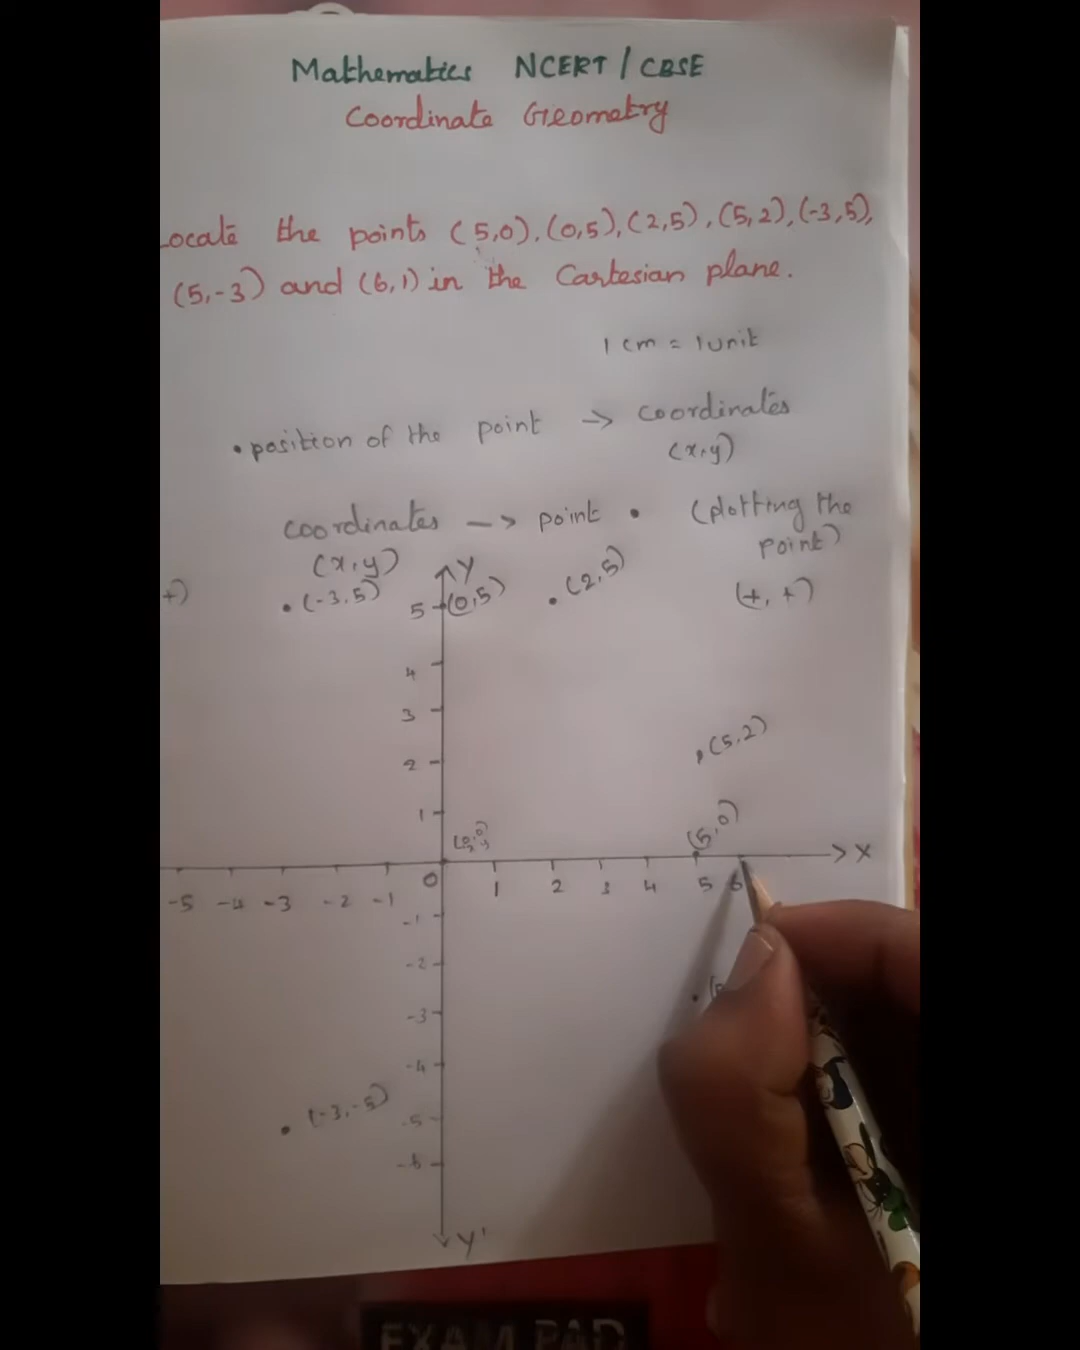 Mathematics NCERT / CBSE
Coordinate Geometry
Locate the points (5,0), (0,5), (2,5), (5,2), (-3,5),
(5,-3) and (6,1) in the Cartesian plane.
1 cm = 1 unit
• position of the point -> coordinates
(x,y)
coordinates --> point • (plotting the
point)
(x,y)
Y
+)
(-3,5)
5 (0,5)
(2,5)
(+, +)
4
3
(5,2)
2
1
(0,0)
(5,0)
X
-5 -4 -3 -2 -1 0 1 2 3 4 5 6
-1
-2
-3
-4
(-3,-5)
-5
-6
Y'
EXAM PAD